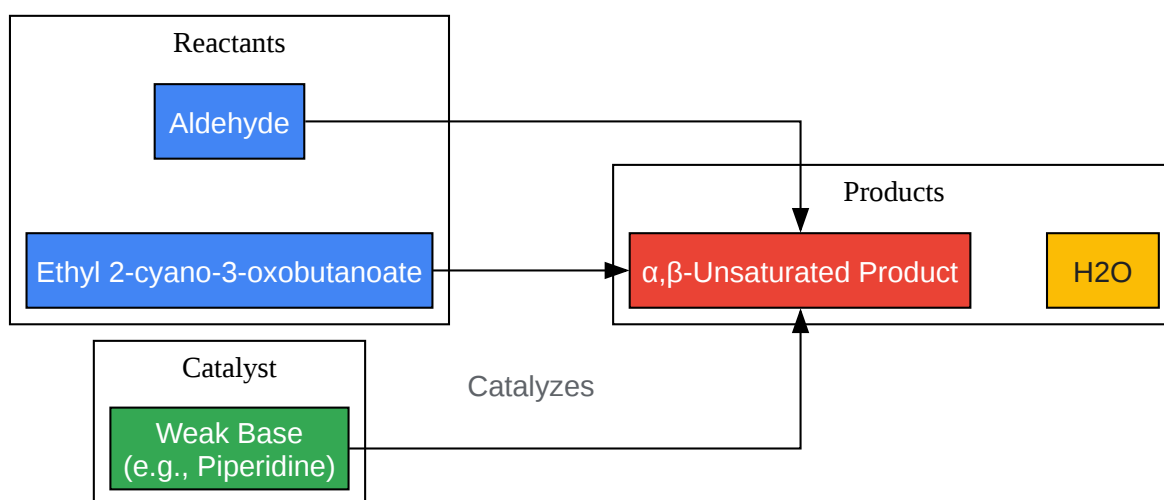 Reactants
Aldehyde
Ethyl 2-cyano-3-oxobutanoate
Products
α,β-Unsaturated Product
H2O
Catalyst
Weak Base
(e.g., Piperidine)
Catalyzes